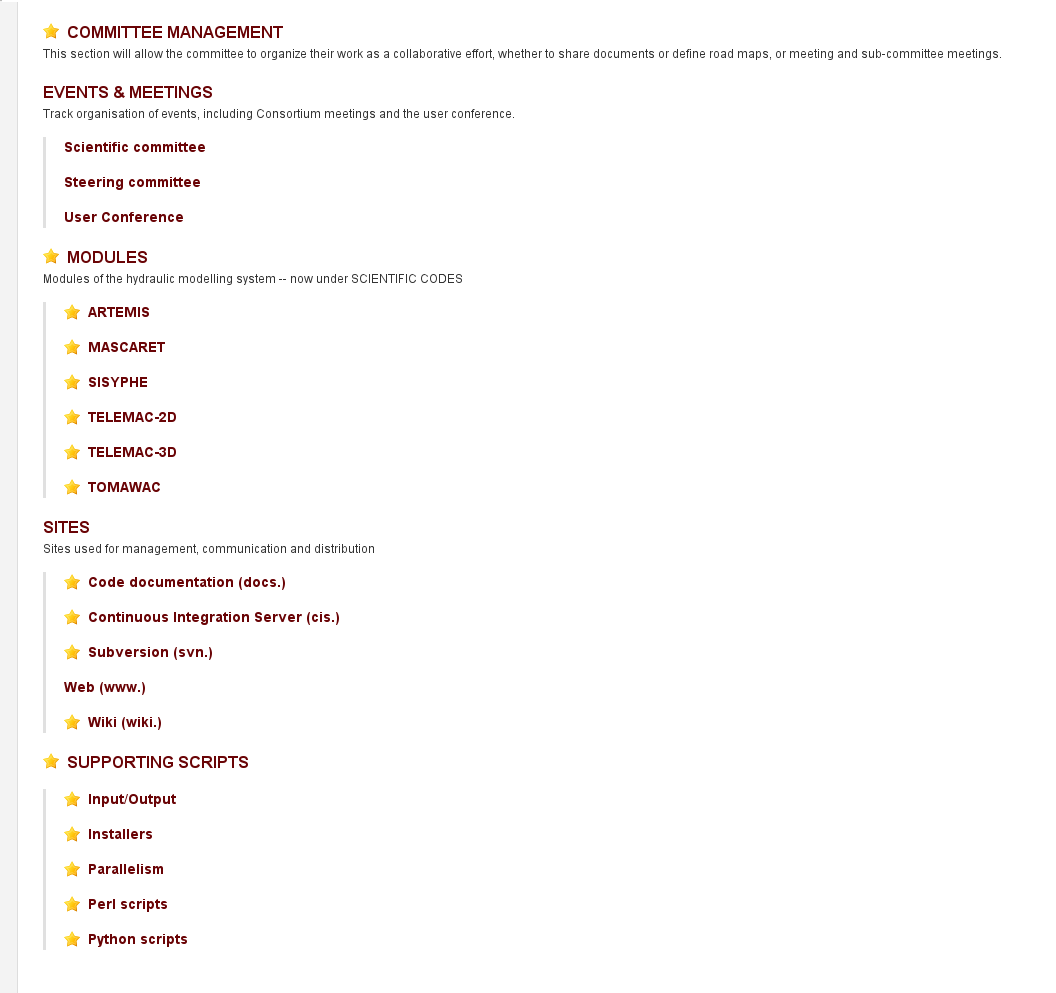 COMMITTEE MANAGEMENT
This section will allow the committee to organize their work as a collaborative effort, whether to share documents or define road maps, or meeting and sub-committee meetings.
EVENTS & MEETINGS
Track organisation of events, including Consortium meetings and the user conference.
Scientific committee
Steering committee
User Conference
MODULES
Modules of the hydraulic modelling system -- now under SCIENTIFIC CODES
ARTEMIS
MASCARET
SISYPHE
TELEMAC-2D
TELEMAC-3D
TOMAWAC
SITES
Sites used for management, communication and distribution
Code documentation (docs.)
Continuous Integration Server (cis.)
Subversion (svn.)
Web (www.)
Wiki (wiki.)
SUPPORTING SCRIPTS
Input/Output
Installers
Parallelism
Perl scripts
Python scripts